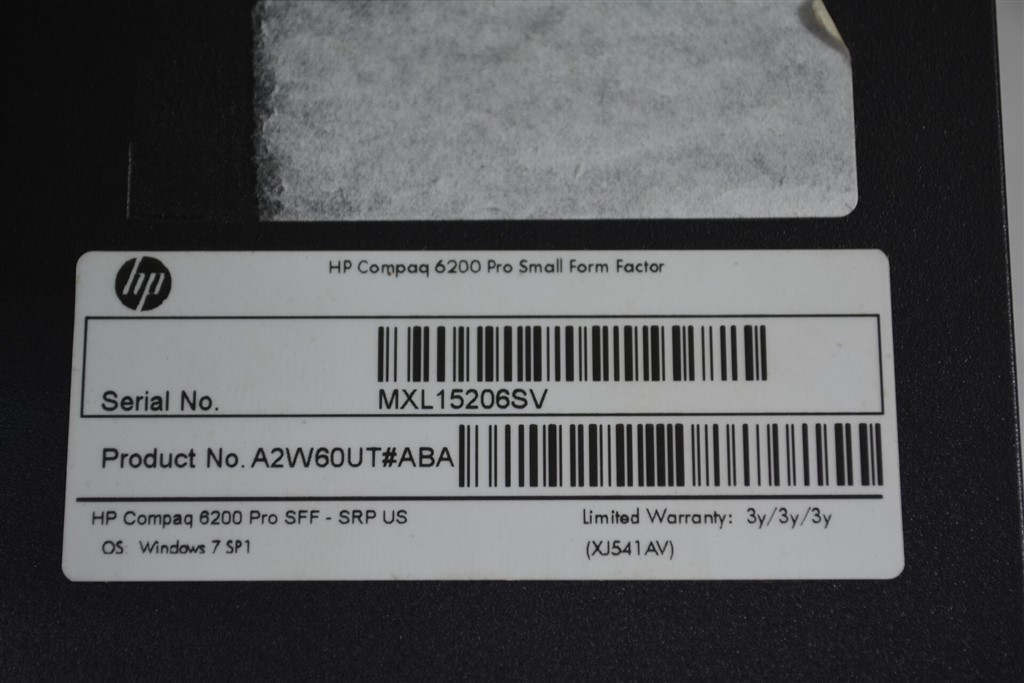 hp
HP Compaq 6200 Pro Small Form Factor
Serial No. MXL15206SV
Product No. A2W60UT#ABA
HP Compaq 6200 Pro SFF - SRP US
Limited Warranty: 3y/3y/3y
OS: Windows 7 SP1
(XJ541AV)